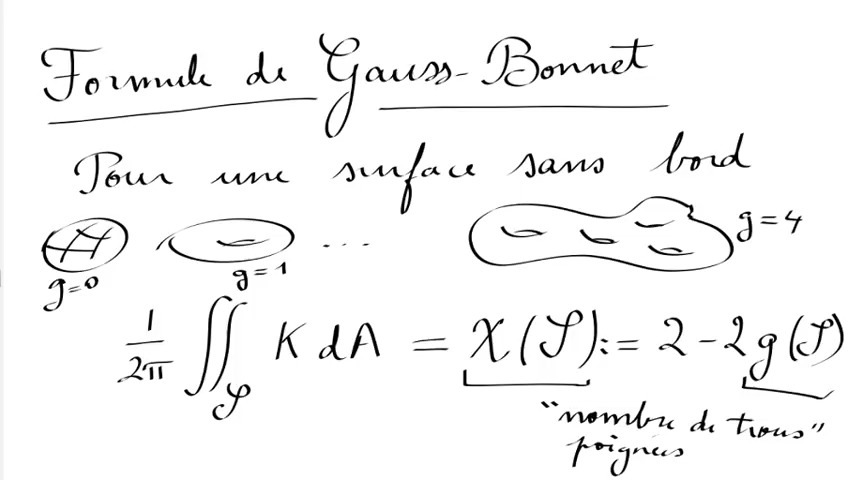 Formule de Gauss-Bonnet
Pour une surface sans bord
g=0 g=1 ... g=4
1/2π ∬_𝒮 K dA = χ(𝒮) := 2 - 2g(𝒮)
"nombre de trous"
poignées